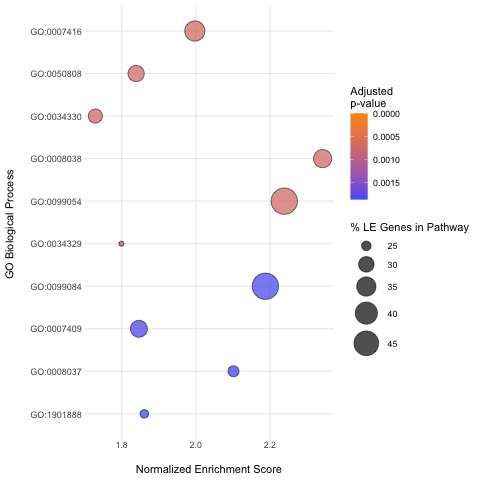 GO:0007416
GO:0050808
GO:0034330
GO:0008038
GO:0099054
GO:0034329
GO:0099084
GO:0007409
GO:0008037
GO:1901888
GO Biological Process
1.8
2.0
2.2
Normalized Enrichment Score
Adjusted
p-value
0.0000
0.0005
0.0010
0.0015
% LE Genes in Pathway
25
30
35
40
45